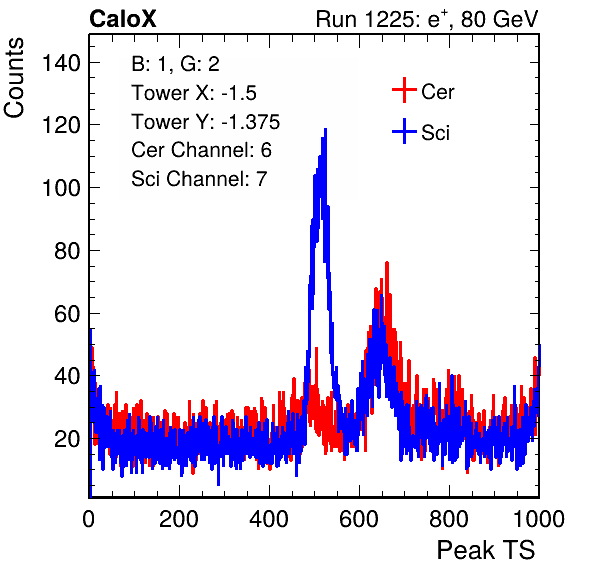 CaloX
Run 1225: e+, 80 GeV
Counts
B: 1, G: 2
Tower X: -1.5
Tower Y: -1.375
Cer Channel: 6
Sci Channel: 7
Cer
Sci
140
120
100
80
60
40
20
0 200 400 600 800 1000
Peak TS